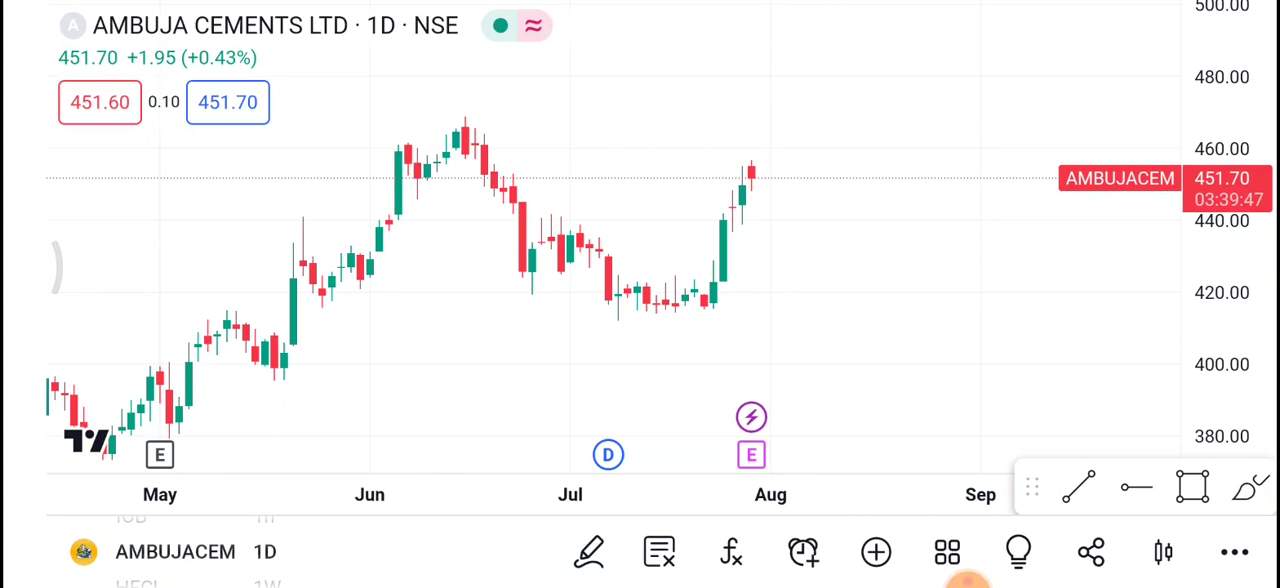 500.00
A AMBUJA CEMENTS LTD · 1D · NSE
451.70 +1.95 (+0.43%)
480.00
451.60 0.10 451.70
460.00
AMBUJACEM 451.70
03:39:47
440.00
420.00
400.00
380.00
E D E
May Jun Jul Aug Sep
AMBUJACEM 1D
1W